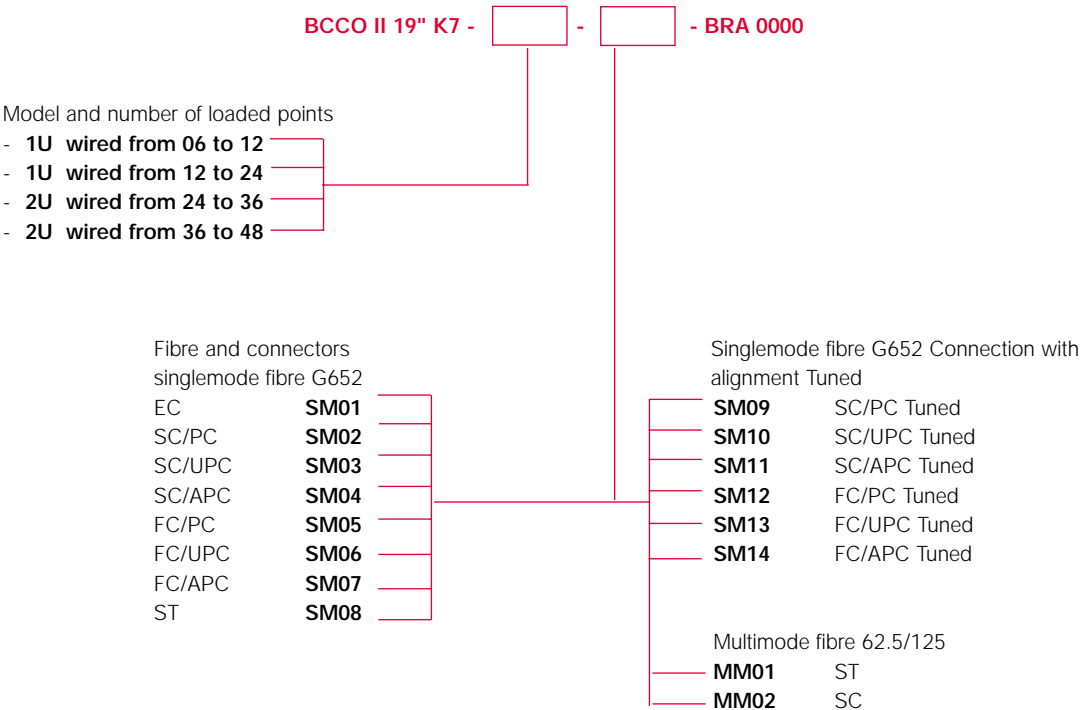 BCCO II 19" K7 - - - BRA 0000
Model and number of loaded points
- 1U wired from 06 to 12
- 1U wired from 12 to 24
- 2U wired from 24 to 36
- 2U wired from 36 to 48
Fibre and connectors
singlemode fibre G652
EC SM01
SC/PC SM02
SC/UPC SM03
SC/APC SM04
FC/PC SM05
FC/UPC SM06
FC/APC SM07
ST SM08
Singlemode fibre G652 Connection with
alignment Tuned
SM09 SC/PC Tuned
SM10 SC/UPC Tuned
SM11 SC/APC Tuned
SM12 FC/PC Tuned
SM13 FC/UPC Tuned
SM14 FC/APC Tuned
Multimode fibre 62.5/125
MM01 ST
MM02 SC